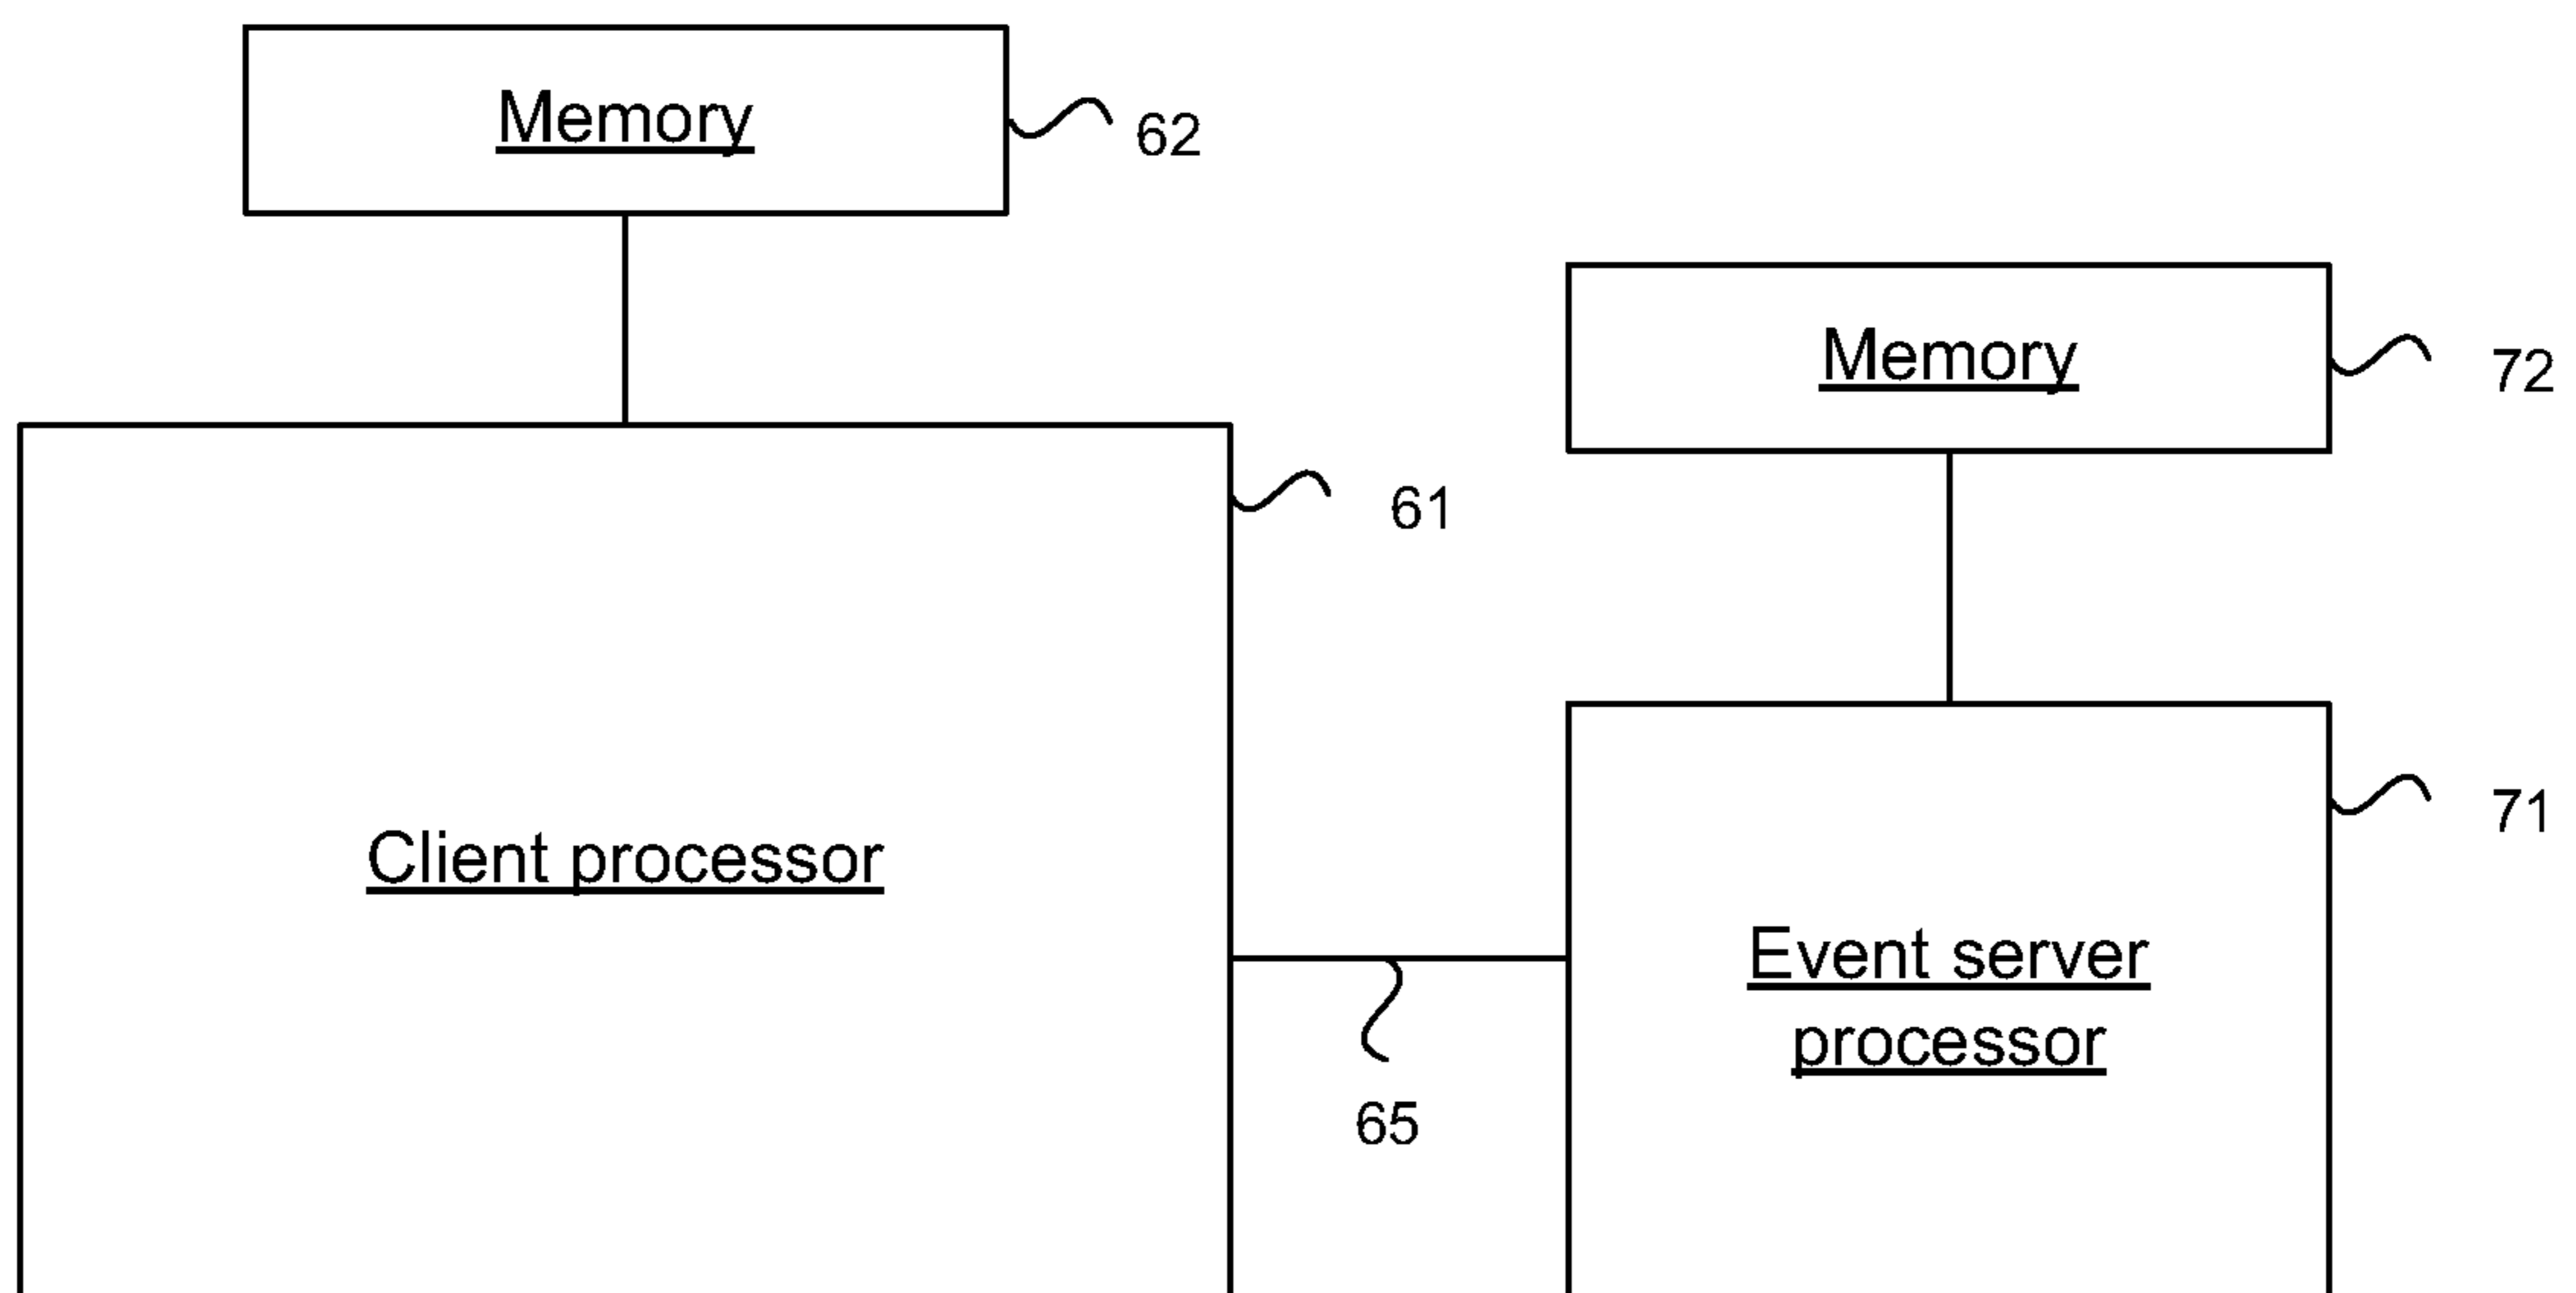 Memory
62
Memory
72
61
71
Client processor
Event server
processor
65